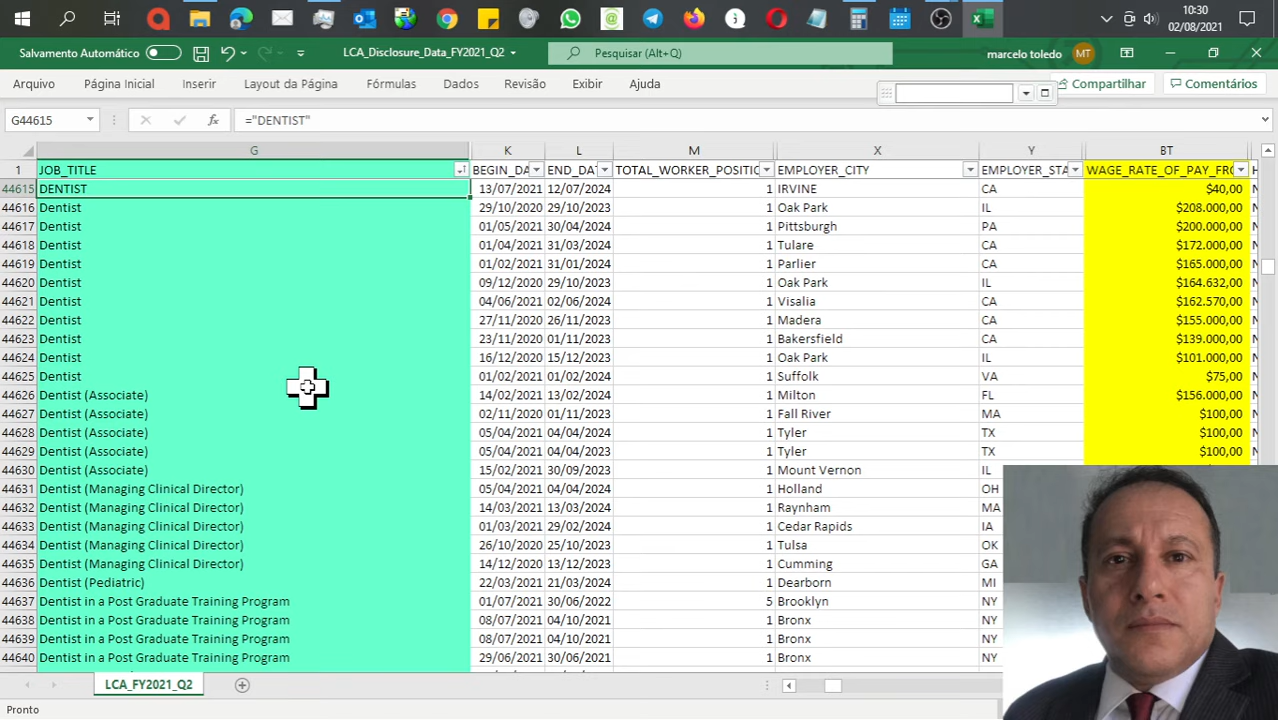 10:30
02/08/2021
Salvamento Automático LCA_Disclosure_Data_FY2021_Q2 Pesquisar (Alt+Q) marcelo toledo MT
Arquivo Página Inicial Inserir Layout da Página Fórmulas Dados Revisão Exibir Ajuda Compartilhar Comentários
G44615 fx ="DENTIST"
G K L M X Y BT
1 JOB_TITLE BEGIN_DA END_DAT TOTAL_WORKER_POSITIO EMPLOYER_CITY EMPLOYER_STA WAGE_RATE_OF_PAY_FRO
44615 DENTIST 13/07/2021 12/07/2024 1 IRVINE CA $40,00
44616 Dentist 29/10/2020 29/10/2023 1 Oak Park IL $208.000,00
44617 Dentist 01/05/2021 30/04/2024 1 Pittsburgh PA $200.000,00
44618 Dentist 01/04/2021 31/03/2024 1 Tulare CA $172.000,00
44619 Dentist 01/02/2021 31/01/2024 1 Parlier CA $165.000,00
44620 Dentist 09/12/2020 29/10/2023 1 Oak Park IL $164.632,00
44621 Dentist 04/06/2021 02/06/2024 1 Visalia CA $162.570,00
44622 Dentist 27/11/2020 26/11/2023 1 Madera CA $155.000,00
44623 Dentist 23/11/2020 01/11/2023 1 Bakersfield CA $139.000,00
44624 Dentist 16/12/2020 15/12/2023 1 Oak Park IL $101.000,00
44625 Dentist 01/02/2021 01/02/2024 1 Suffolk VA $75,00
44626 Dentist (Associate) 14/02/2021 13/02/2024 1 Milton FL $156.000,00
44627 Dentist (Associate) 02/11/2020 01/11/2023 1 Fall River MA $100,00
44628 Dentist (Associate) 05/04/2021 04/04/2024 1 Tyler TX $100,00
44629 Dentist (Associate) 05/04/2021 04/04/2023 1 Tyler TX $100,00
44630 Dentist (Associate) 15/02/2021 30/09/2023 1 Mount Vernon IL
44631 Dentist (Managing Clinical Director) 05/04/2021 04/04/2024 1 Holland OH
44632 Dentist (Managing Clinical Director) 14/03/2021 13/03/2024 1 Raynham MA
44633 Dentist (Managing Clinical Director) 01/03/2021 29/02/2024 1 Cedar Rapids IA
44634 Dentist (Managing Clinical Director) 26/10/2020 25/10/2023 1 Tulsa OK
44635 Dentist (Managing Clinical Director) 14/12/2020 13/12/2023 1 Cumming GA
44636 Dentist (Pediatric) 22/03/2021 21/03/2024 1 Dearborn MI
44637 Dentist in a Post Graduate Training Program 01/07/2021 30/06/2022 5 Brooklyn NY
44638 Dentist in a Post Graduate Training Program 08/07/2021 04/10/2021 1 Bronx NY
44639 Dentist in a Post Graduate Training Program 08/07/2021 04/10/2021 1 Bronx NY
44640 Dentist in a Post Graduate Training Program 29/06/2021 30/06/2021 1 Bronx NY
LCA_FY2021_Q2
Pronto